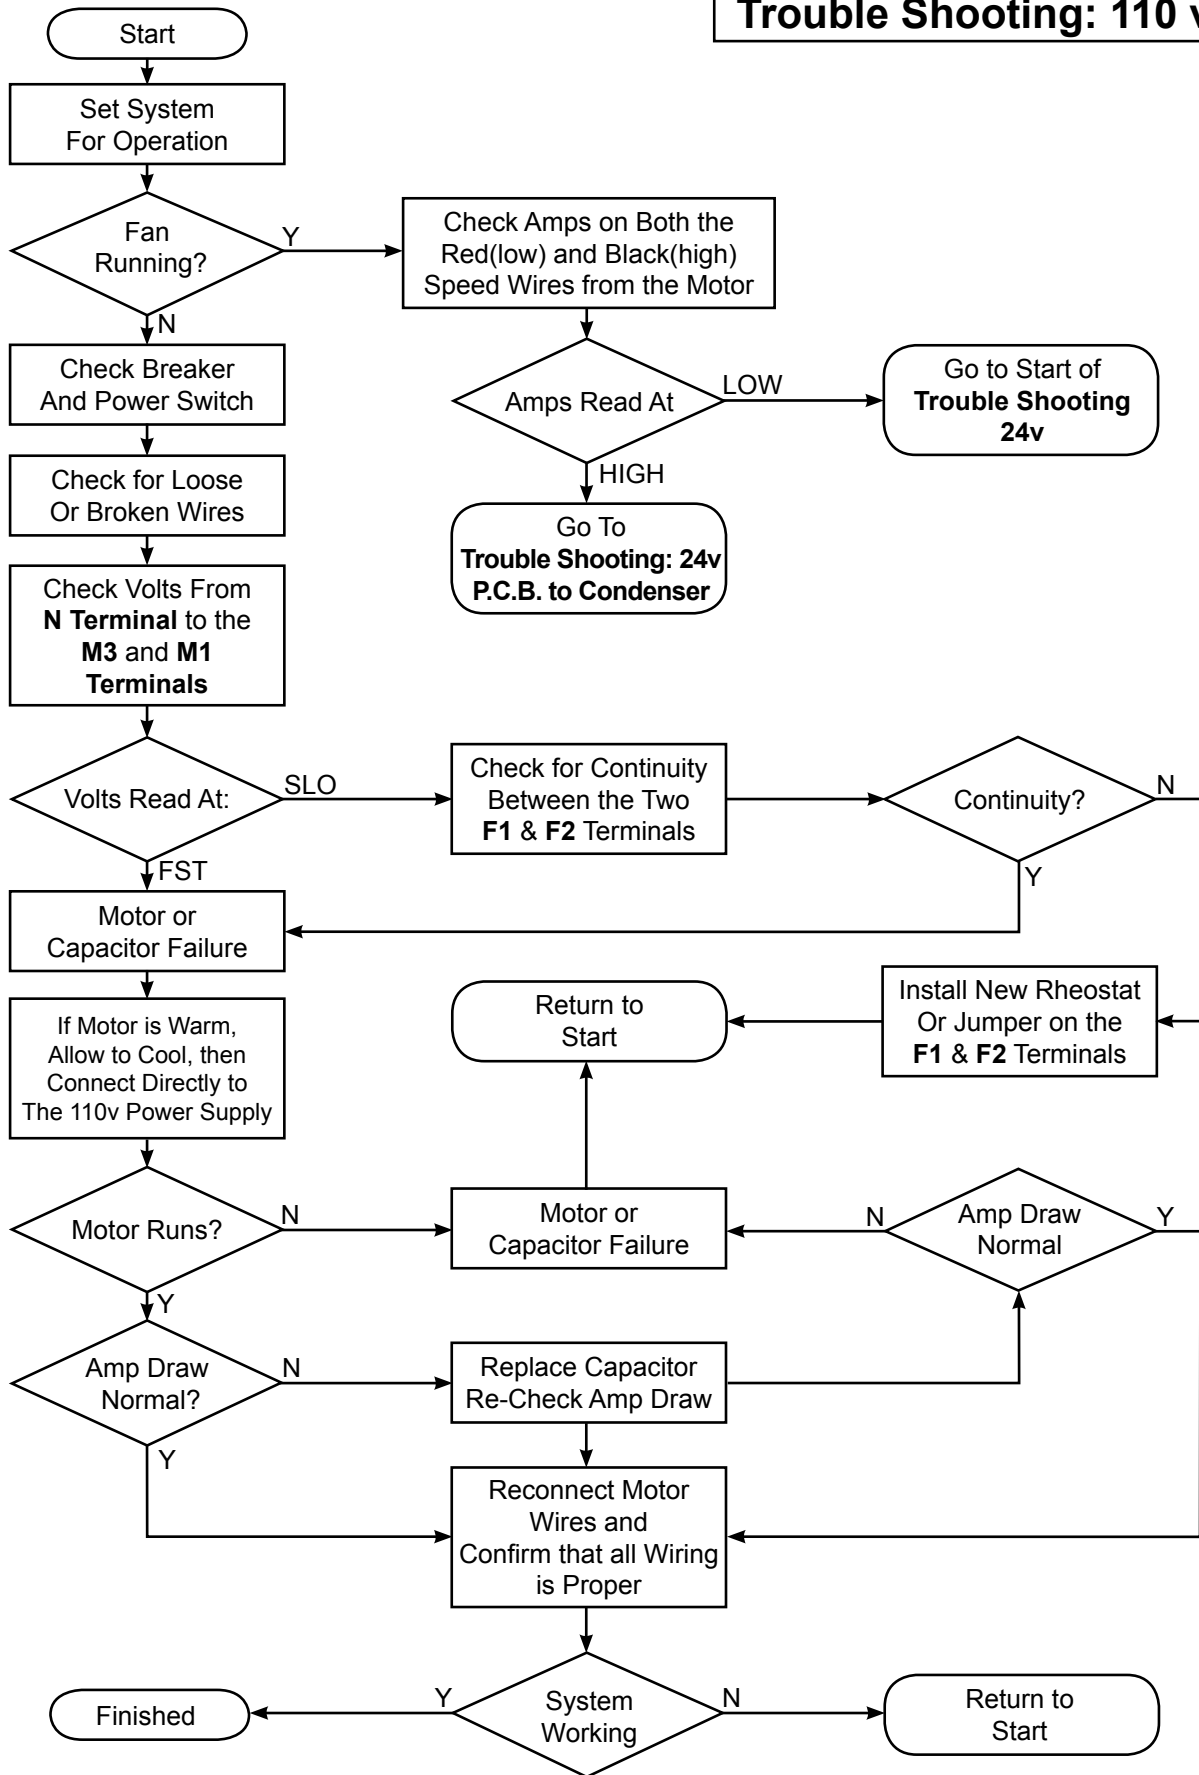 Trouble Shooting: 110 v
Start
Set System
For Operation
Fan
Running?
Y
N
Check Amps on Both the
Red(low) and Black(high)
Speed Wires from the Motor
Check Breaker
And Power Switch
Amps Read At
LOW
HIGH
Go to Start of
Trouble Shooting
24v
Check for Loose
Or Broken Wires
Go To
Trouble Shooting: 24v
P.C.B. to Condenser
Check Volts From
N Terminal to the
M3 and M1
Terminals
Volts Read At:
SLO
FST
Check for Continuity
Between the Two
F1 & F2 Terminals
Continuity?
N
Y
Motor or
Capacitor Failure
If Motor is Warm,
Allow to Cool, then
Connect Directly to
The 110v Power Supply
Return to
Start
Install New Rheostat
Or Jumper on the
F1 & F2 Terminals
Motor Runs?
N
Y
Motor or
Capacitor Failure
N
Amp Draw
Normal
Y
Amp Draw
Normal?
N
Y
Replace Capacitor
Re-Check Amp Draw
Reconnect Motor
Wires and
Confirm that all Wiring
is Proper
Finished
Y
System
Working
N
Return to
Start